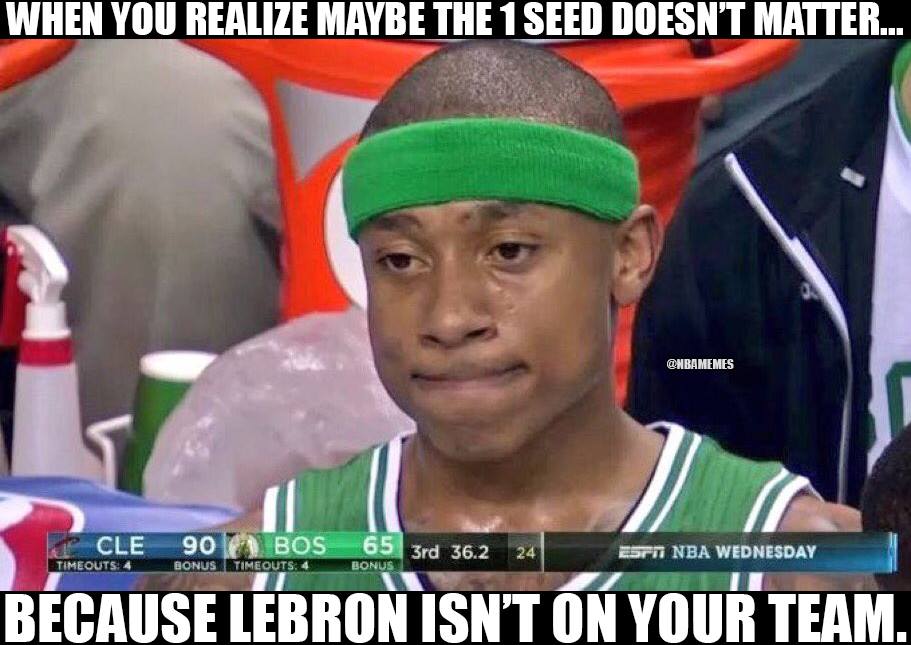 WHEN YOU REALIZE MAYBE THE 1 SEED DOESN'T MATTER...
@NBAMEMES
CLE 90 BOS 65 3rd 36.2 24 ESPN NBA WEDNESDAY
TIMEOUTS: 4 BONUS TIMEOUTS: 4 BONUS
BECAUSE LEBRON ISN'T ON YOUR TEAM.